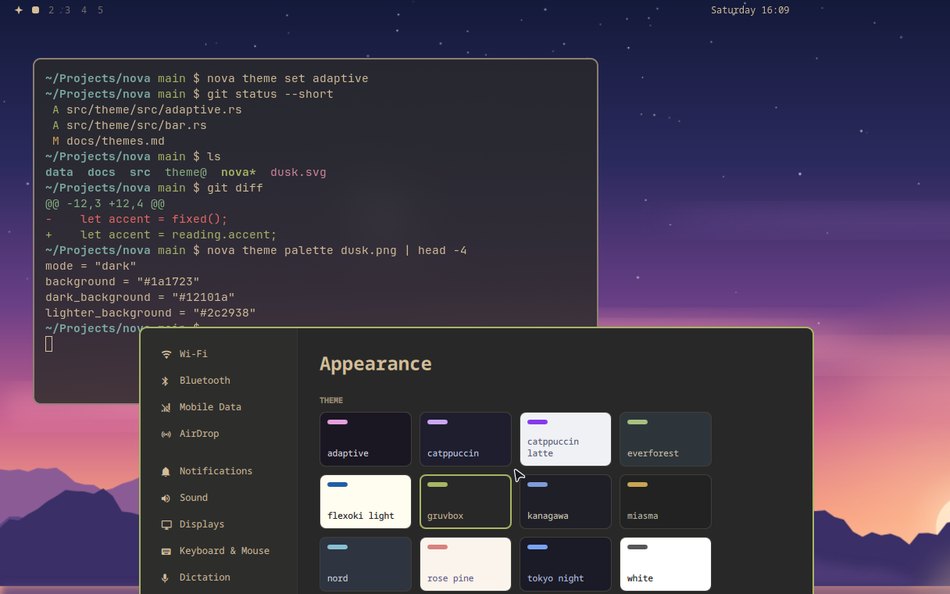 2 3 4 5
Saturday 16:09
~/Projects/nova main $ nova theme set adaptive
~/Projects/nova main $ git status --short
A src/theme/src/adaptive.rs
A src/theme/src/bar.rs
M docs/themes.md
~/Projects/nova main $ ls
data docs src theme@ nova* dusk.svg
~/Projects/nova main $ git diff
@@ -12,3 +12,4 @@
-    let accent = fixed();
+    let accent = reading.accent;
~/Projects/nova main $ nova theme palette dusk.png | head -4
mode = "dark"
background = "#1a1723"
dark_background = "#12101a"
lighter_background = "#2c2938"
~/Projects/nova main $
Wi-Fi
Bluetooth
Mobile Data
AirDrop
Notifications
Sound
Displays
Keyboard & Mouse
Dictation
Appearance
THEME
adaptive
catppuccin
catppuccin
latte
everforest
flexoki light
gruvbox
kanagawa
miasma
nord
rose pine
tokyo night
white